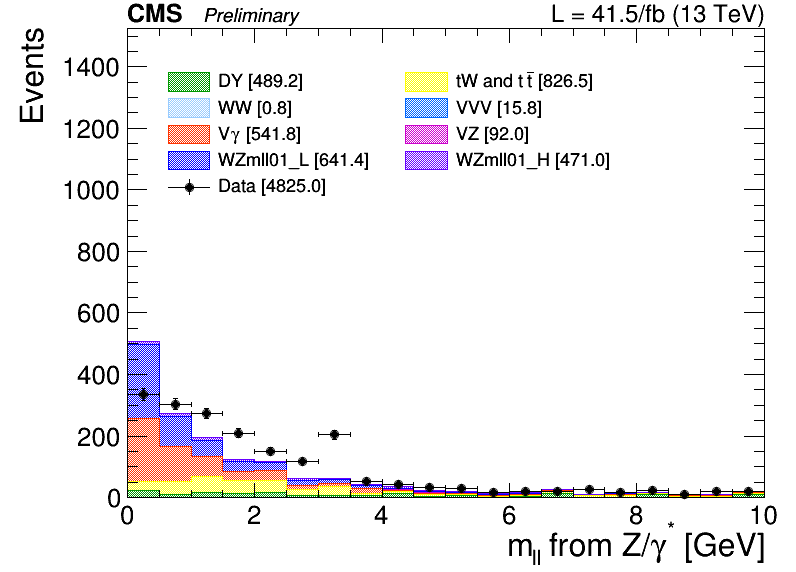 CMS Preliminary L = 41.5/fb (13 TeV)
Events
1400
1200
1000
800
600
400
200
0
DY [489.2] tW and tt̅ [826.5]
WW [0.8] VVV [15.8]
Vγ [541.8] VZ [92.0]
WZmll01_L [641.4] WZmll01_H [471.0]
Data [4825.0]
0 2 4 6 8 10
m_ll from Z/γ* [GeV]